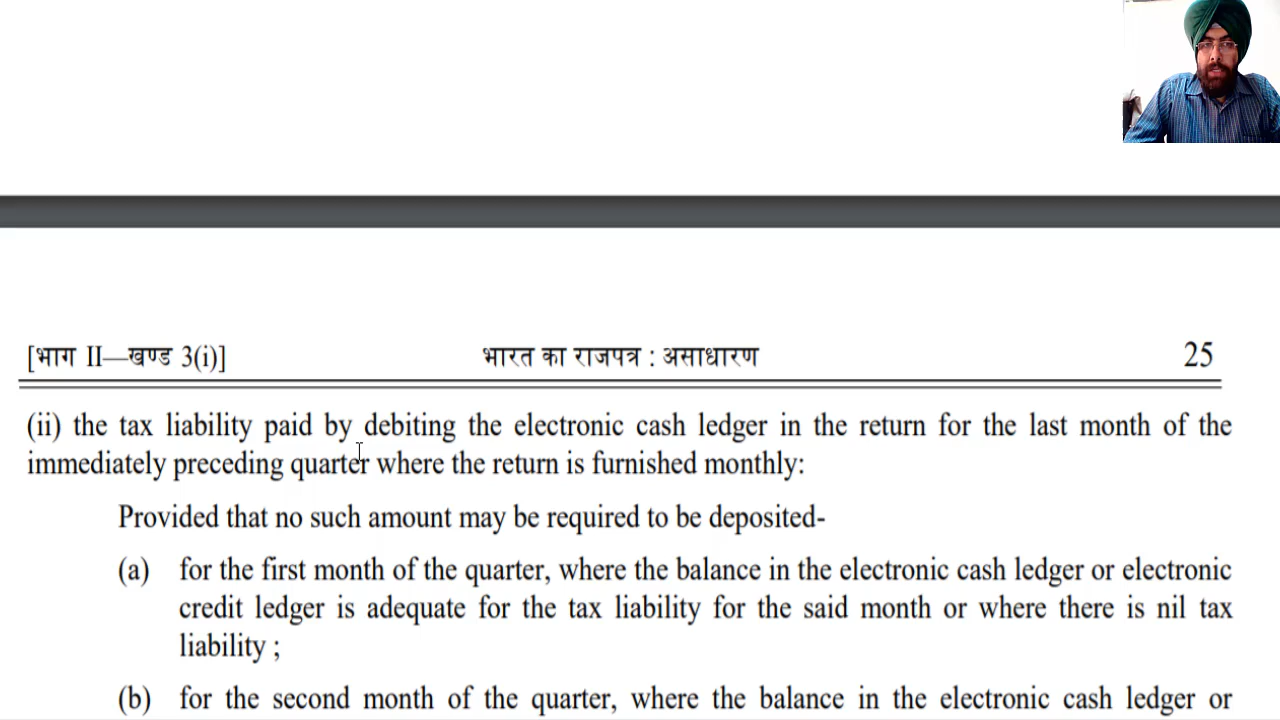 [भाग II—खण्ड 3(i)] भारत का राजपत्र : असाधारण 25
(ii) the tax liability paid by debiting the electronic cash ledger in the return for the last month of the
immediately preceding quarter where the return is furnished monthly:
Provided that no such amount may be required to be deposited-
(a) for the first month of the quarter, where the balance in the electronic cash ledger or electronic
credit ledger is adequate for the tax liability for the said month or where there is nil tax
liability ;
(b) for the second month of the quarter, where the balance in the electronic cash ledger or